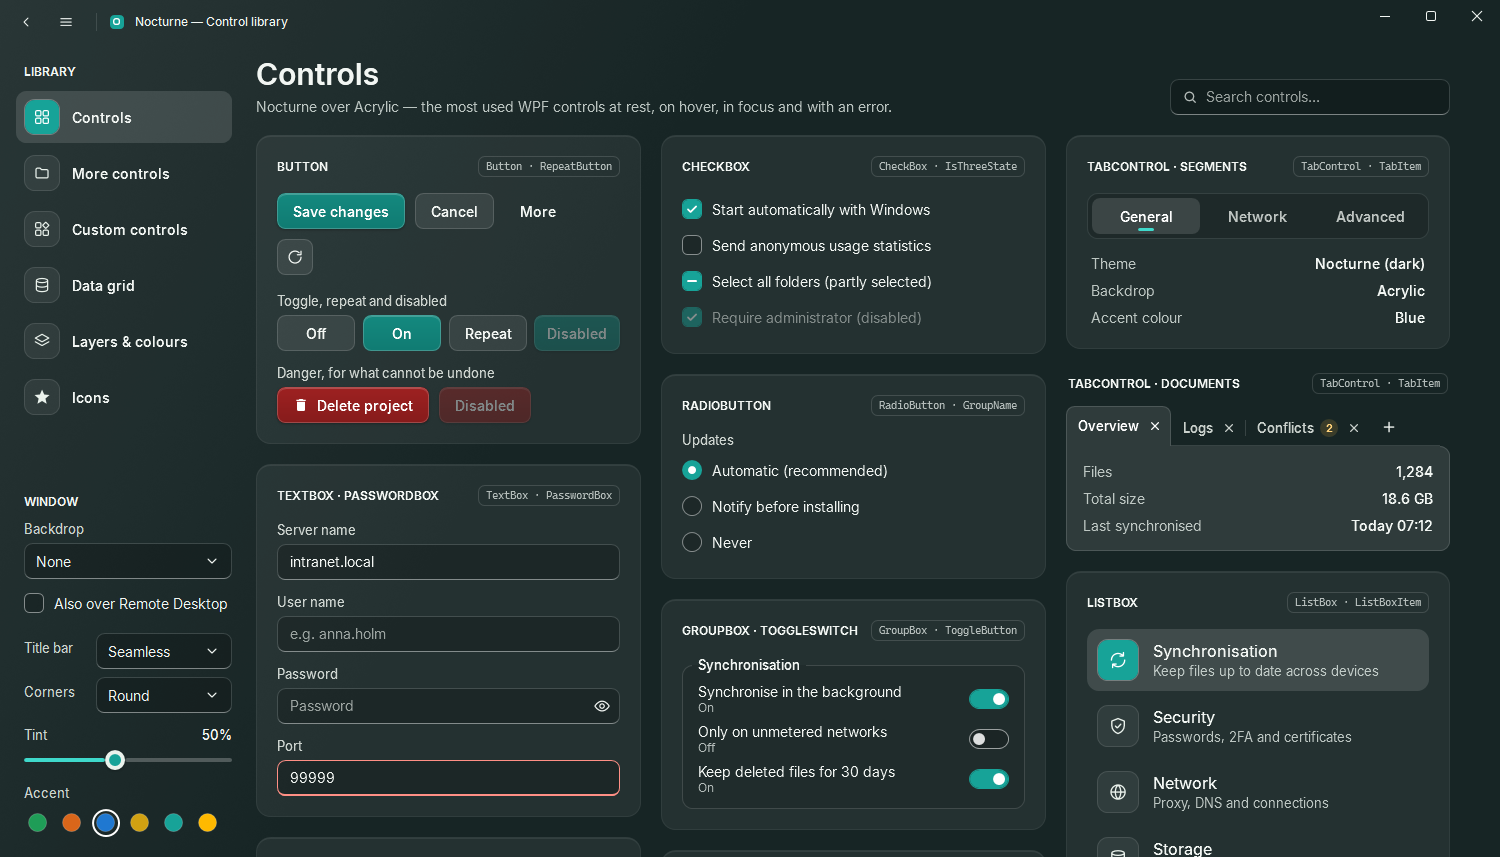 Nocturne — Control library
LIBRARY
Controls
More controls
Custom controls
Data grid
Layers & colours
Icons
WINDOW
Backdrop
None
Also over Remote Desktop
Title bar
Seamless
Corners
Round
Tint
50%
Accent
Controls
Nocturne over Acrylic — the most used WPF controls at rest, on hover, in focus and with an error.
Search controls...
BUTTON
Button · RepeatButton
Save changes
Cancel
More
Toggle, repeat and disabled
Off
On
Repeat
Disabled
Danger, for what cannot be undone
Delete project
Disabled
TEXTBOX · PASSWORDBOX
TextBox · PasswordBox
Server name
intranet.local
User name
e.g. anna.holm
Password
Password
Port
99999
CHECKBOX
CheckBox · IsThreeState
Start automatically with Windows
Send anonymous usage statistics
Select all folders (partly selected)
Require administrator (disabled)
RADIOBUTTON
RadioButton · GroupName
Updates
Automatic (recommended)
Notify before installing
Never
GROUPBOX · TOGGLESWITCH
GroupBox · ToggleButton
Synchronisation
Synchronise in the background
On
Only on unmetered networks
Off
Keep deleted files for 30 days
On
TABCONTROL · SEGMENTS
TabControl · TabItem
General
Network
Advanced
Theme
Nocturne (dark)
Backdrop
Acrylic
Accent colour
Blue
TABCONTROL · DOCUMENTS
TabControl · TabItem
Overview
Logs
Conflicts
2
Files
1,284
Total size
18.6 GB
Last synchronised
Today 07:12
LISTBOX
ListBox · ListBoxItem
Synchronisation
Keep files up to date across devices
Security
Passwords, 2FA and certificates
Network
Proxy, DNS and connections
Storage